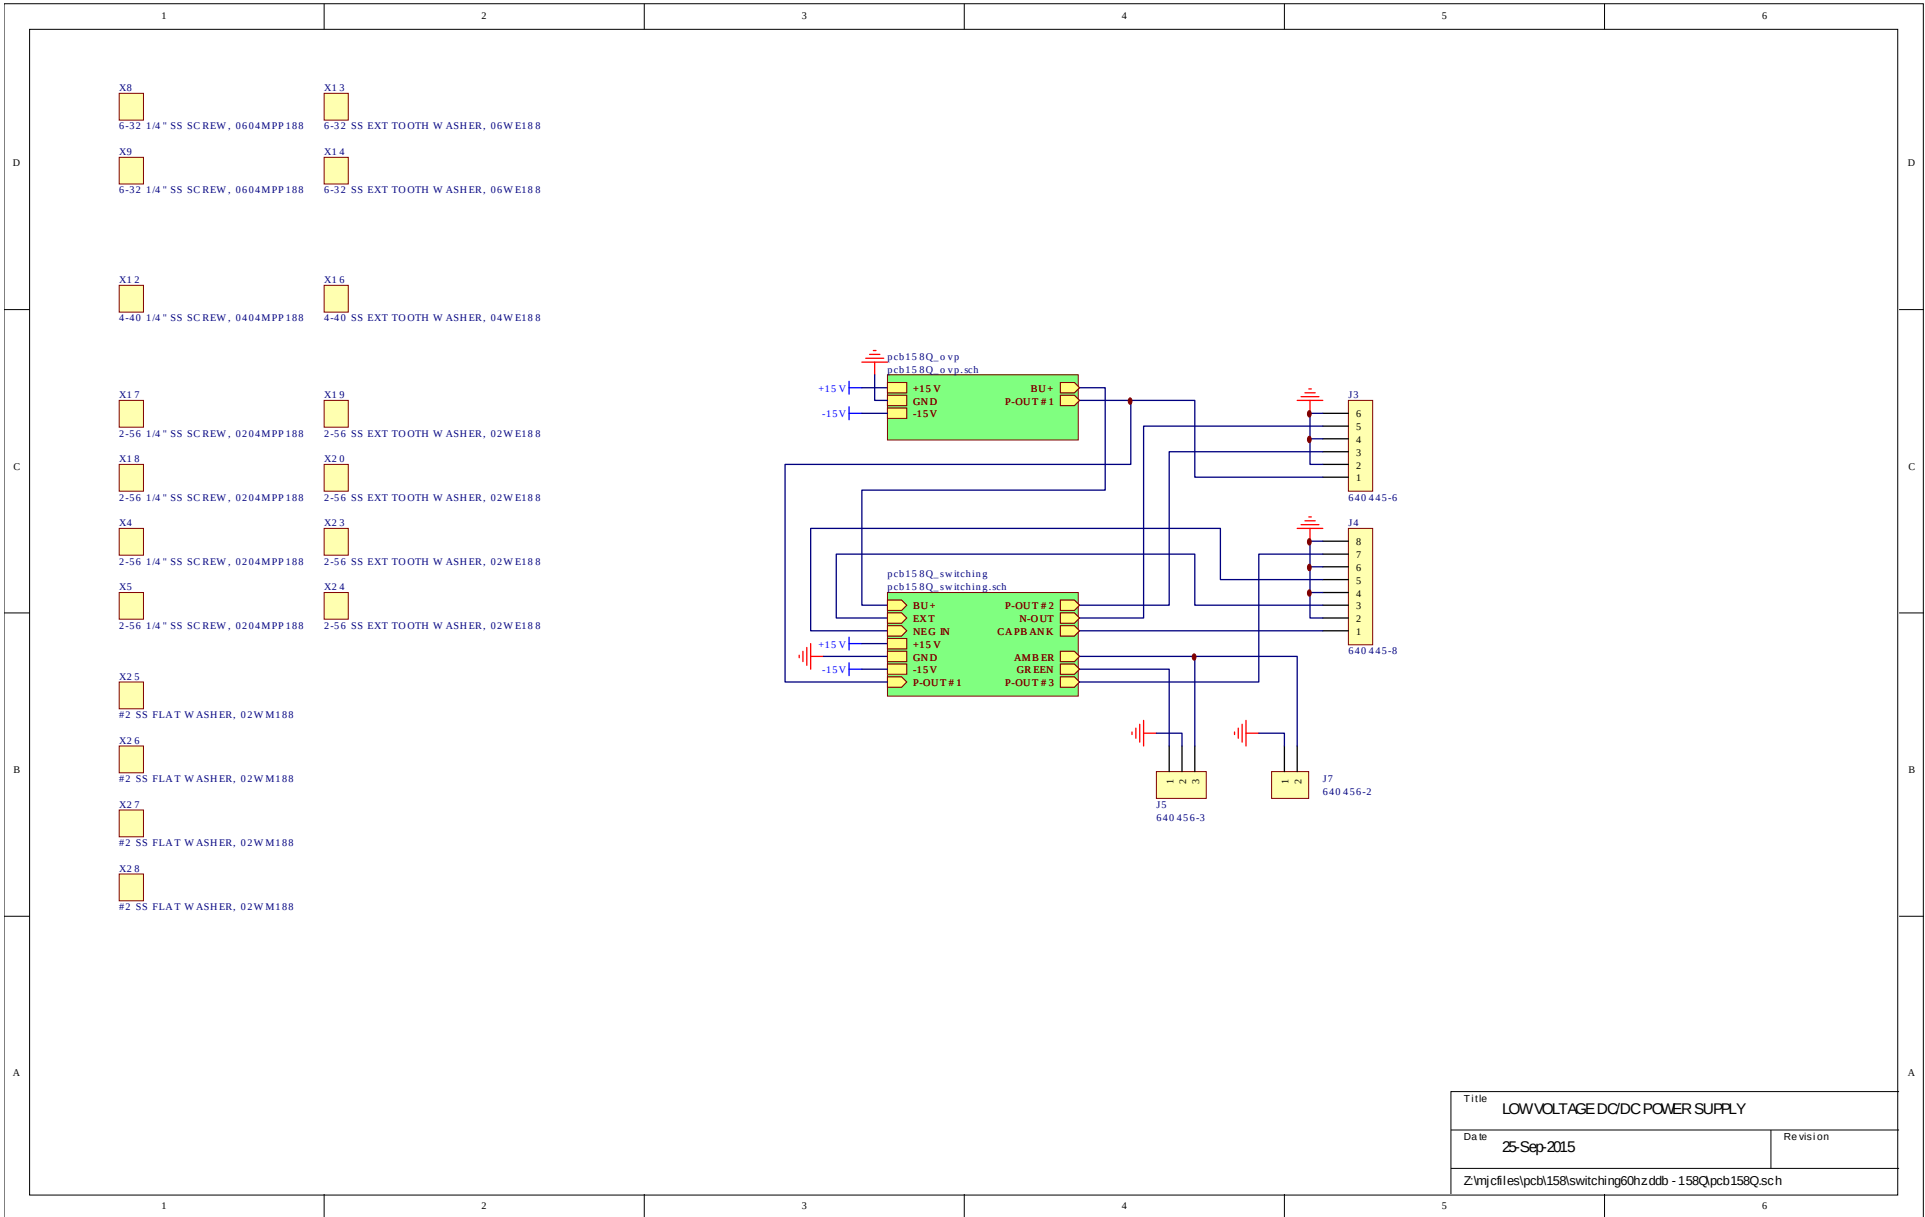 1 2 3 4 5 6
D
D
C
C
B
B
A
A
X8
6-32 1/4" SS SCREW, 0604MPP188
X13
6-32 SS EXT TOOTH WASHER, 06WE188
X9
6-32 1/4" SS SCREW, 0604MPP188
X14
6-32 SS EXT TOOTH WASHER, 06WE188
X12
4-40 1/4" SS SCREW, 0404MPP188
X16
4-40 SS EXT TOOTH WASHER, 04WE188
X17
2-56 1/4" SS SCREW, 0204MPP188
X19
2-56 SS EXT TOOTH WASHER, 02WE188
X18
2-56 1/4" SS SCREW, 0204MPP188
X20
2-56 SS EXT TOOTH WASHER, 02WE188
X4
2-56 1/4" SS SCREW, 0204MPP188
X23
2-56 SS EXT TOOTH WASHER, 02WE188
X5
2-56 1/4" SS SCREW, 0204MPP188
X24
2-56 SS EXT TOOTH WASHER, 02WE188
X25
#2 SS FLAT WASHER, 02WM188
X26
#2 SS FLAT WASHER, 02WM188
X27
#2 SS FLAT WASHER, 02WM188
X28
#2 SS FLAT WASHER, 02WM188
pcb158Q_ovp
pcb158Q_ovp.sch
+15V
-15V
+15V
GND
-15V
BU+
P-OUT#1
J3
6
5
4
3
2
1
640445-6
J4
8
7
6
5
4
3
2
1
640445-8
pcb158Q_switching
pcb158Q_switching.sch
BU+
EXT
NEG IN
+15V
GND
-15V
P-OUT#1
+15V
-15V
P-OUT#2
N-OUT
CAPBANK
AMBER
GREEN
P-OUT#3
1 2 3
J5
640456-3
1 2
J7
640456-2
Title
LOW VOLTAGE DC/DC POWER SUPPLY
Date
25-Sep-2015
Revision
Z:\mjcfiles\pcb\158\switching60hz.ddb - 158Q\pcb158Q.sch
1 2 3 4 5 6